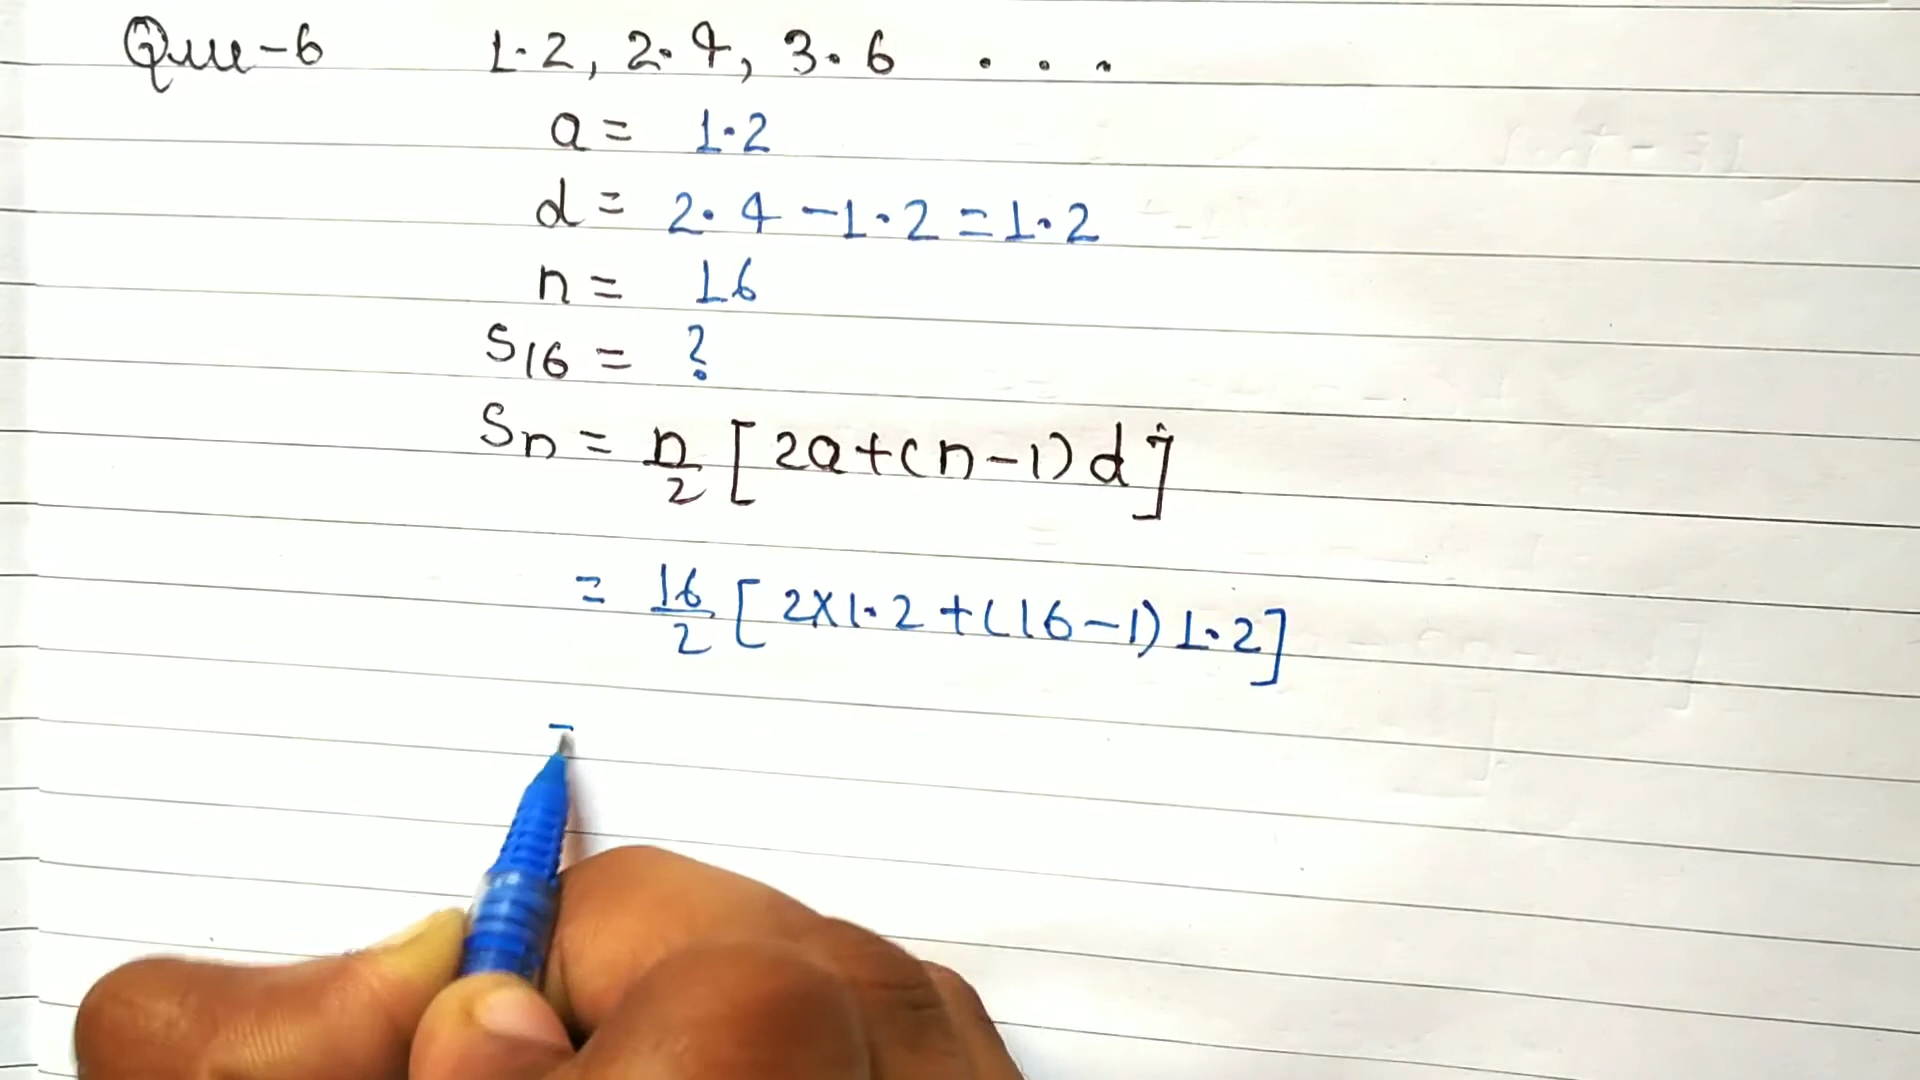 Que-6 1.2, 2.4, 3.6 . . .
a = 1.2
d = 2.4 - 1.2 = 1.2
n = 16
S16 = ?
Sn = n/2 [2a+(n-1)d]
= 16/2 [2×1.2+(16-1)1.2]